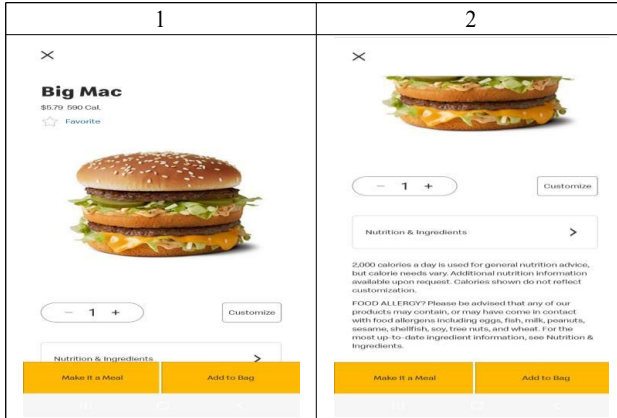 1
2
Big Mac
$5.79 590 Cal.
Favorite
1
Customize
Nutrition & Ingredients
Make It a Meal
Add to Bag
1
Customize
Nutrition & Ingredients
2,000 calories a day is used for general nutrition advice,
but calorie needs vary. Additional nutrition information
available upon request. Calories shown do not reflect
customization.
FOOD ALLERGY? Please be advised that any of our
products may contain, or may have come in contact
with food allergens including eggs, fish, milk, peanuts,
sesame, shellfish, soy, tree nuts, and wheat. For the
most up-to-date ingredient information, see Nutrition &
Ingredients.
Make It a Meal
Add to Bag